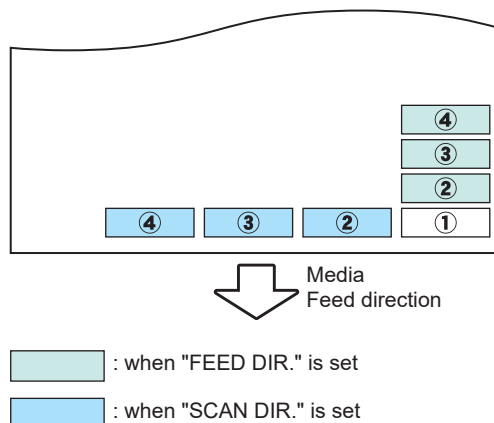 ④
③
②
④ ③ ② ①
Media
Feed direction
: when "FEED DIR." is set
: when "SCAN DIR." is set